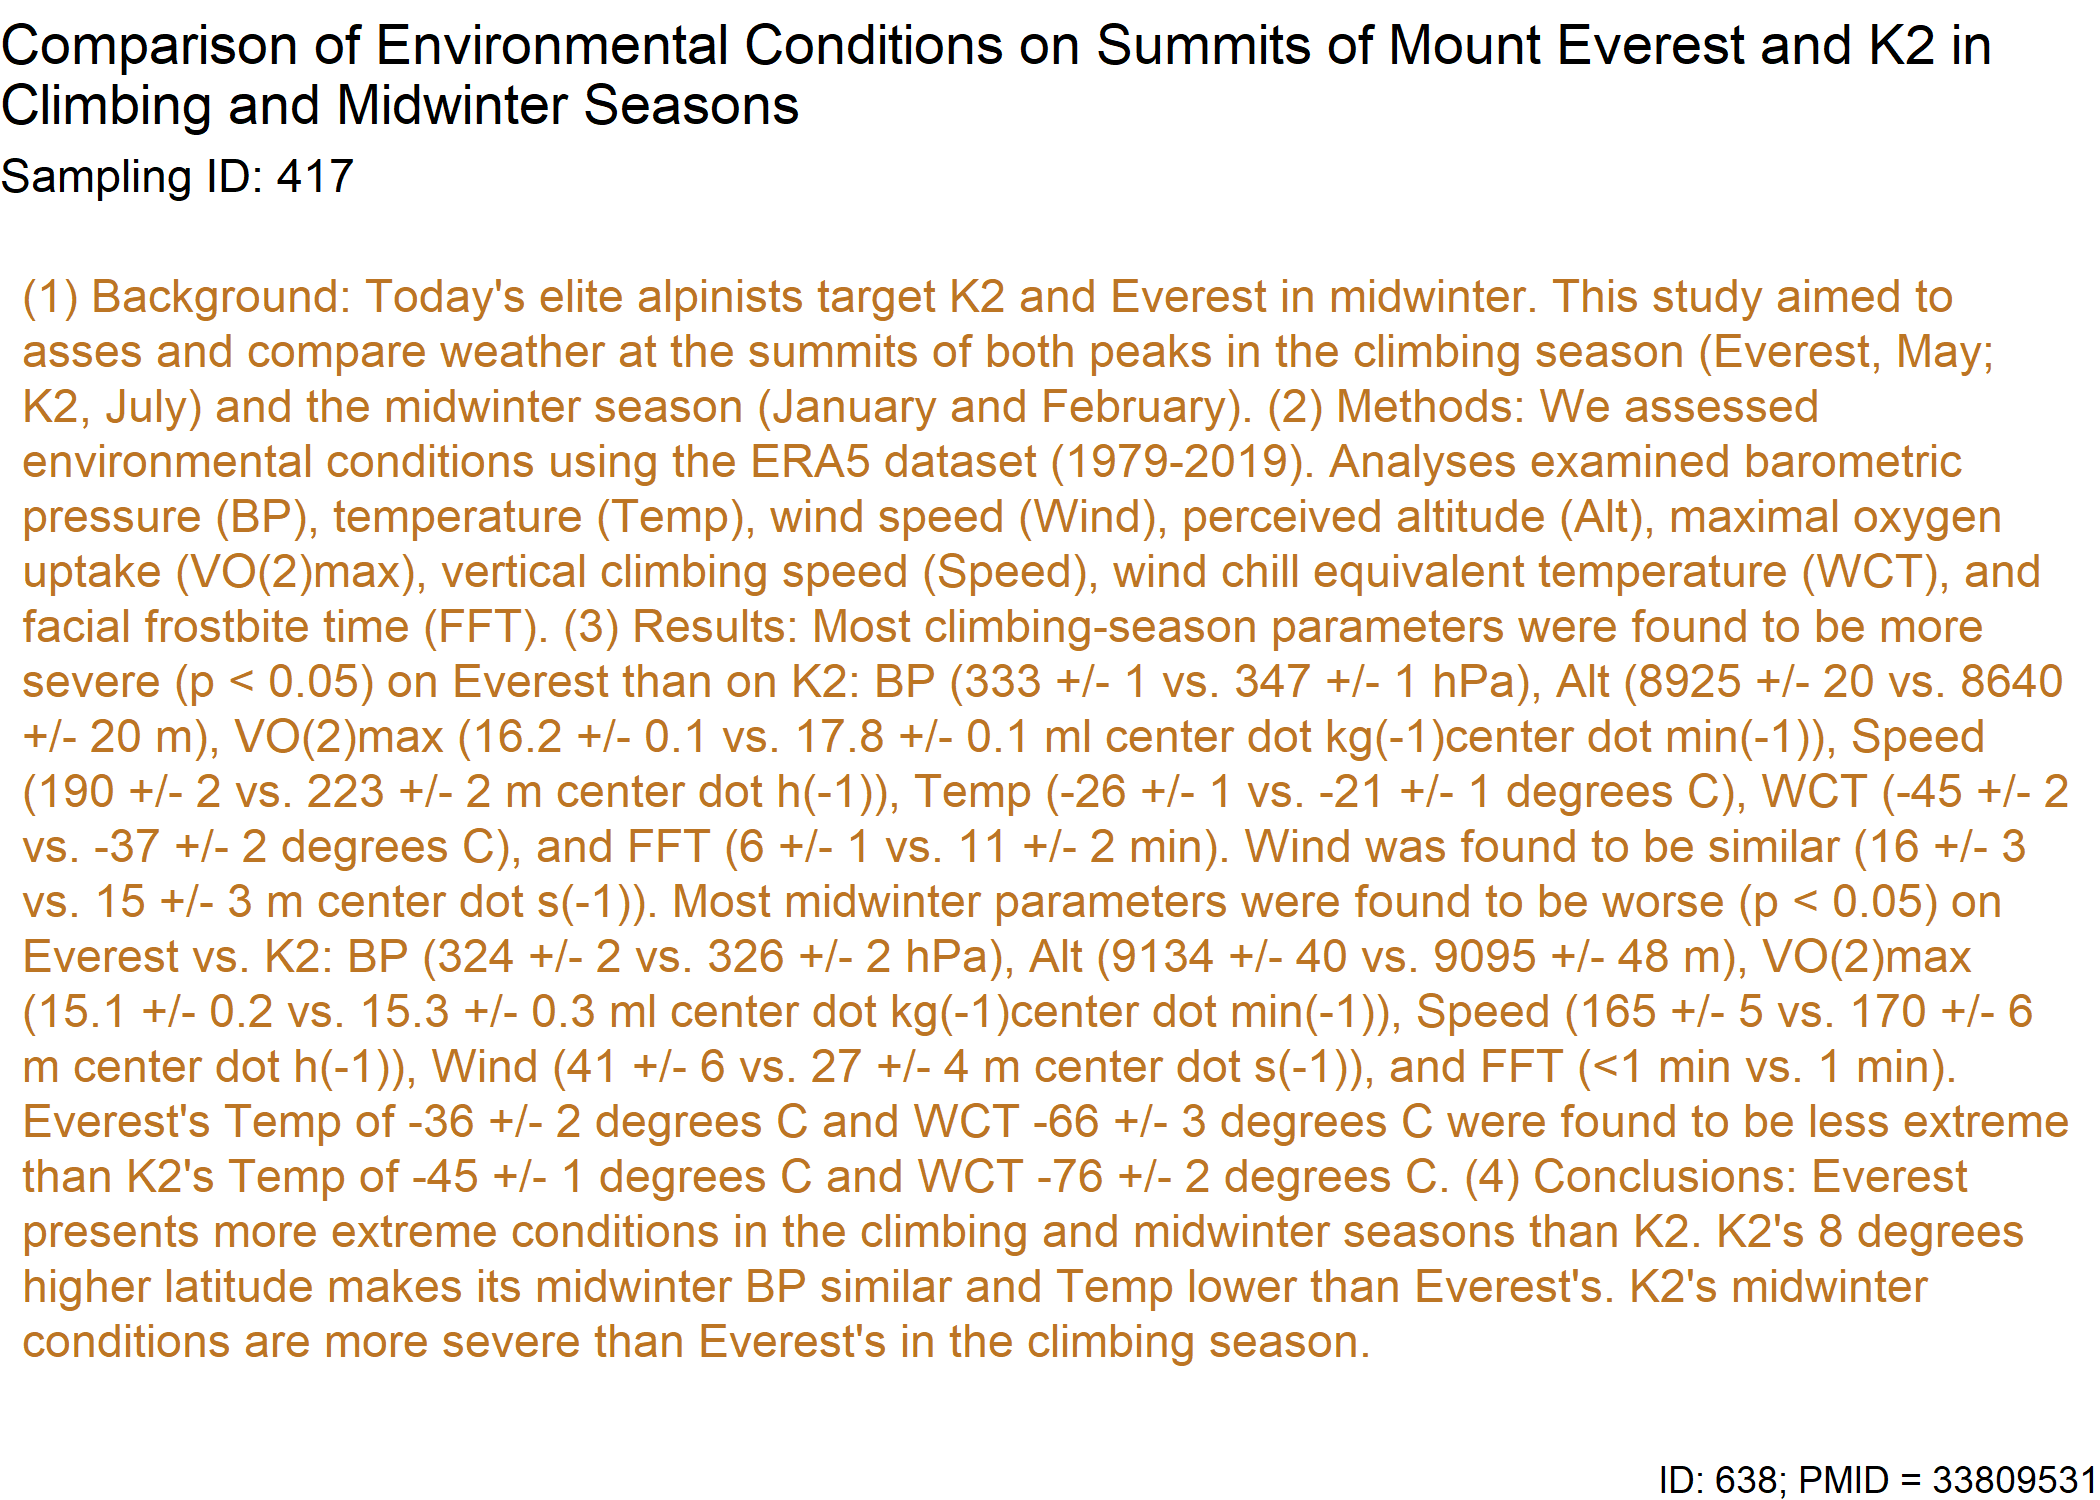 Comparison of Environmental Conditions on Summits of Mount Everest and K2 in
Climbing and Midwinter Seasons
Sampling ID: 417
(1) Background: Today's elite alpinists target K2 and Everest in midwinter. This study aimed to
asses and compare weather at the summits of both peaks in the climbing season (Everest, May;
K2, July) and the midwinter season (January and February). (2) Methods: We assessed
environmental conditions using the ERA5 dataset (1979-2019). Analyses examined barometric
pressure (BP), temperature (Temp), wind speed (Wind), perceived altitude (Alt), maximal oxygen
uptake (VO(2)max), vertical climbing speed (Speed), wind chill equivalent temperature (WCT), and
facial frostbite time (FFT). (3) Results: Most climbing-season parameters were found to be more
severe (p < 0.05) on Everest than on K2: BP (333 +/- 1 vs. 347 +/- 1 hPa), Alt (8925 +/- 20 vs. 8640
+/- 20 m), VO(2)max (16.2 +/- 0.1 vs. 17.8 +/- 0.1 ml center dot kg(-1)center dot min(-1)), Speed
(190 +/- 2 vs. 223 +/- 2 m center dot h(-1)), Temp (-26 +/- 1 vs. -21 +/- 1 degrees C), WCT (-45 +/- 2
vs. -37 +/- 2 degrees C), and FFT (6 +/- 1 vs. 11 +/- 2 min). Wind was found to be similar (16 +/- 3
vs. 15 +/- 3 m center dot s(-1)). Most midwinter parameters were found to be worse (p < 0.05) on
Everest vs. K2: BP (324 +/- 2 vs. 326 +/- 2 hPa), Alt (9134 +/- 40 vs. 9095 +/- 48 m), VO(2)max
(15.1 +/- 0.2 vs. 15.3 +/- 0.3 ml center dot kg(-1)center dot min(-1)), Speed (165 +/- 5 vs. 170 +/- 6
m center dot h(-1)), Wind (41 +/- 6 vs. 27 +/- 4 m center dot s(-1)), and FFT (<1 min vs. 1 min).
Everest's Temp of -36 +/- 2 degrees C and WCT -66 +/- 3 degrees C were found to be less extreme
than K2's Temp of -45 +/- 1 degrees C and WCT -76 +/- 2 degrees C. (4) Conclusions: Everest
presents more extreme conditions in the climbing and midwinter seasons than K2. K2's 8 degrees
higher latitude makes its midwinter BP similar and Temp lower than Everest's. K2's midwinter
conditions are more severe than Everest's in the climbing season.
ID: 638; PMID = 33809531